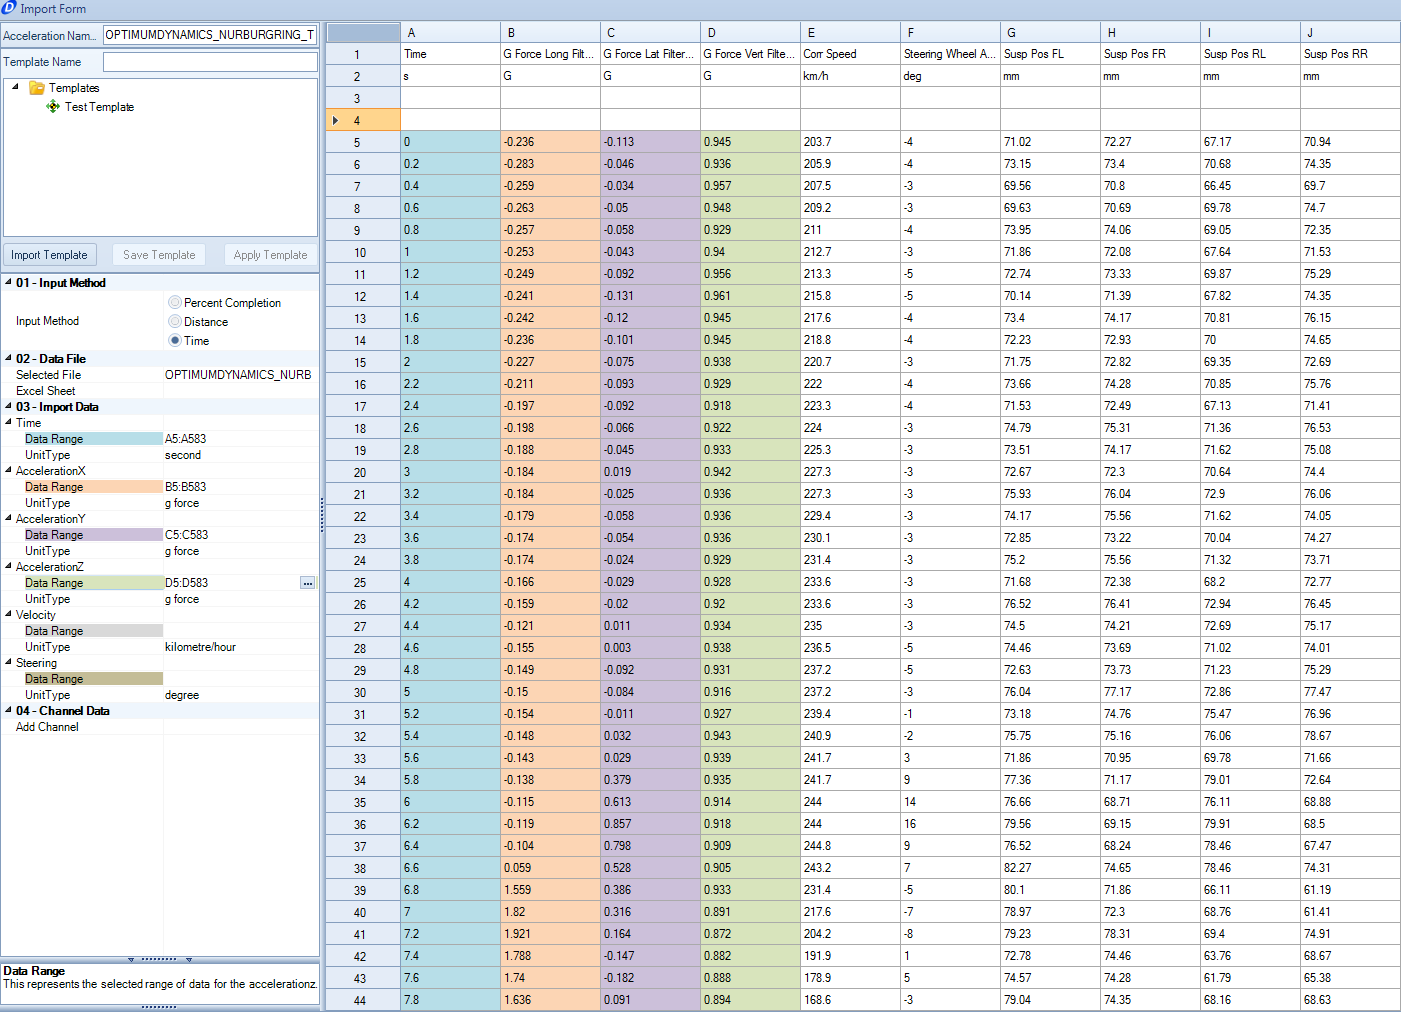 Import Form
Acceleration Nam... OPTIMUMDYNAMICS_NURBURGRING_T
Template Name
Templates
Test Template
Import Template Save Template Apply Template
01 - Input Method
Input Method
Percent Completion
Distance
Time
02 - Data File
Selected File OPTIMUMDYNAMICS_NURB
Excel Sheet
03 - Import Data
Time
Data Range A5:A583
UnitType second
AccelerationX
Data Range B5:B583
UnitType g force
AccelerationY
Data Range C5:C583
UnitType g force
AccelerationZ
Data Range D5:D583 ...
UnitType g force
Velocity
Data Range
UnitType kilometre/hour
Steering
Data Range
UnitType degree
04 - Channel Data
Add Channel
Data Range
This represents the selected range of data for the accelerationz.
A B C D E F G H I J
1 Time G Force Long Filt... G Force Lat Filter... G Force Vert Filte... Corr Speed Steering Wheel A... Susp Pos FL Susp Pos FR Susp Pos RL Susp Pos RR
2 s G G G km/h deg mm mm mm mm
3
4
5 0 -0.236 -0.113 0.945 203.7 -4 71.02 72.27 67.17 70.94
6 0.2 -0.283 -0.046 0.936 205.9 -4 73.15 73.4 70.68 74.35
7 0.4 -0.259 -0.034 0.957 207.5 -3 69.56 70.8 66.45 69.7
8 0.6 -0.263 -0.05 0.948 209.2 -3 69.63 70.69 69.78 74.7
9 0.8 -0.257 -0.058 0.929 211 -4 73.95 74.06 69.05 72.35
10 1 -0.253 -0.043 0.94 212.7 -3 71.86 72.08 67.64 71.53
11 1.2 -0.249 -0.092 0.956 213.3 -5 72.74 73.33 69.87 75.29
12 1.4 -0.241 -0.131 0.961 215.8 -5 70.14 71.39 67.82 74.35
13 1.6 -0.242 -0.12 0.945 217.6 -4 73.4 74.17 70.81 76.15
14 1.8 -0.236 -0.101 0.945 218.8 -4 72.23 72.93 70 74.65
15 2 -0.227 -0.075 0.938 220.7 -3 71.75 72.82 69.35 72.69
16 2.2 -0.211 -0.093 0.929 222 -4 73.66 74.28 70.85 75.76
17 2.4 -0.197 -0.092 0.918 223.3 -4 71.53 72.49 67.13 71.41
18 2.6 -0.198 -0.066 0.922 224 -3 74.79 75.31 71.36 76.53
19 2.8 -0.188 -0.045 0.933 225.3 -3 73.51 74.17 71.62 75.08
20 3 -0.184 0.019 0.942 227.3 -3 72.67 72.3 70.64 74.4
21 3.2 -0.184 -0.025 0.936 227.3 -3 75.93 76.04 72.9 76.06
22 3.4 -0.179 -0.058 0.936 229.4 -3 74.17 75.56 71.62 74.05
23 3.6 -0.174 -0.054 0.936 230.1 -3 72.85 73.22 70.04 74.27
24 3.8 -0.174 -0.024 0.929 231.4 -3 75.2 75.56 71.32 73.71
25 4 -0.166 -0.029 0.928 233.6 -3 71.68 72.38 68.2 72.77
26 4.2 -0.159 -0.02 0.92 233.6 -3 76.52 76.41 72.94 76.45
27 4.4 -0.121 0.011 0.934 235 -3 74.5 74.21 72.69 75.17
28 4.6 -0.155 0.003 0.938 236.5 -5 74.46 73.69 71.02 74.01
29 4.8 -0.149 -0.092 0.931 237.2 -5 72.63 73.73 71.23 75.29
30 5 -0.15 -0.084 0.916 237.2 -3 76.04 77.17 72.86 77.47
31 5.2 -0.154 -0.011 0.927 239.4 -1 73.18 74.76 75.47 76.96
32 5.4 -0.148 0.032 0.943 240.9 -2 75.75 75.16 76.06 78.67
33 5.6 -0.143 0.029 0.939 241.7 3 71.86 70.95 69.78 71.66
34 5.8 -0.138 0.379 0.935 241.7 9 77.36 71.17 79.01 72.64
35 6 -0.115 0.613 0.914 244 14 76.66 68.71 76.11 68.88
36 6.2 -0.119 0.857 0.918 244 16 79.56 69.15 79.91 68.5
37 6.4 -0.104 0.798 0.909 244.8 9 76.52 68.24 78.46 67.47
38 6.6 0.059 0.528 0.905 243.2 7 82.27 74.65 78.46 74.31
39 6.8 1.559 0.386 0.933 231.4 -5 80.1 71.86 66.11 61.19
40 7 1.82 0.316 0.891 217.6 -7 78.97 72.3 68.76 61.41
41 7.2 1.921 0.164 0.872 204.2 -8 79.23 78.31 69.4 74.91
42 7.4 1.788 -0.147 0.882 191.9 1 72.78 74.46 63.76 68.67
43 7.6 1.74 -0.182 0.888 178.9 5 74.57 74.28 61.79 65.38
44 7.8 1.636 0.091 0.894 168.6 -3 79.04 74.35 68.16 68.63